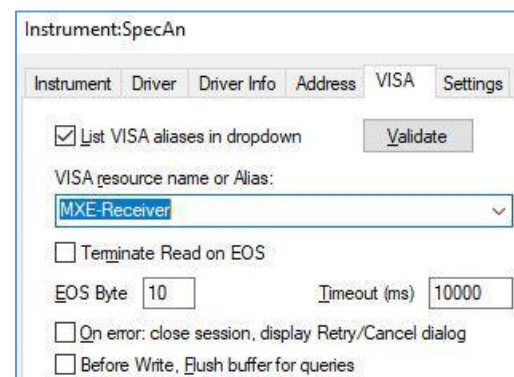 Instrument:SpecAn
Instrument Driver Driver Info Address VISA Settings
List VISA aliases in dropdown Validate
VISA resource name or Alias:
MXE-Receiver
Terminate Read on EOS
EOS Byte 10 Timeout (ms) 10000
On error: close session, display Retry/Cancel dialog
Before Write, Flush buffer for queries